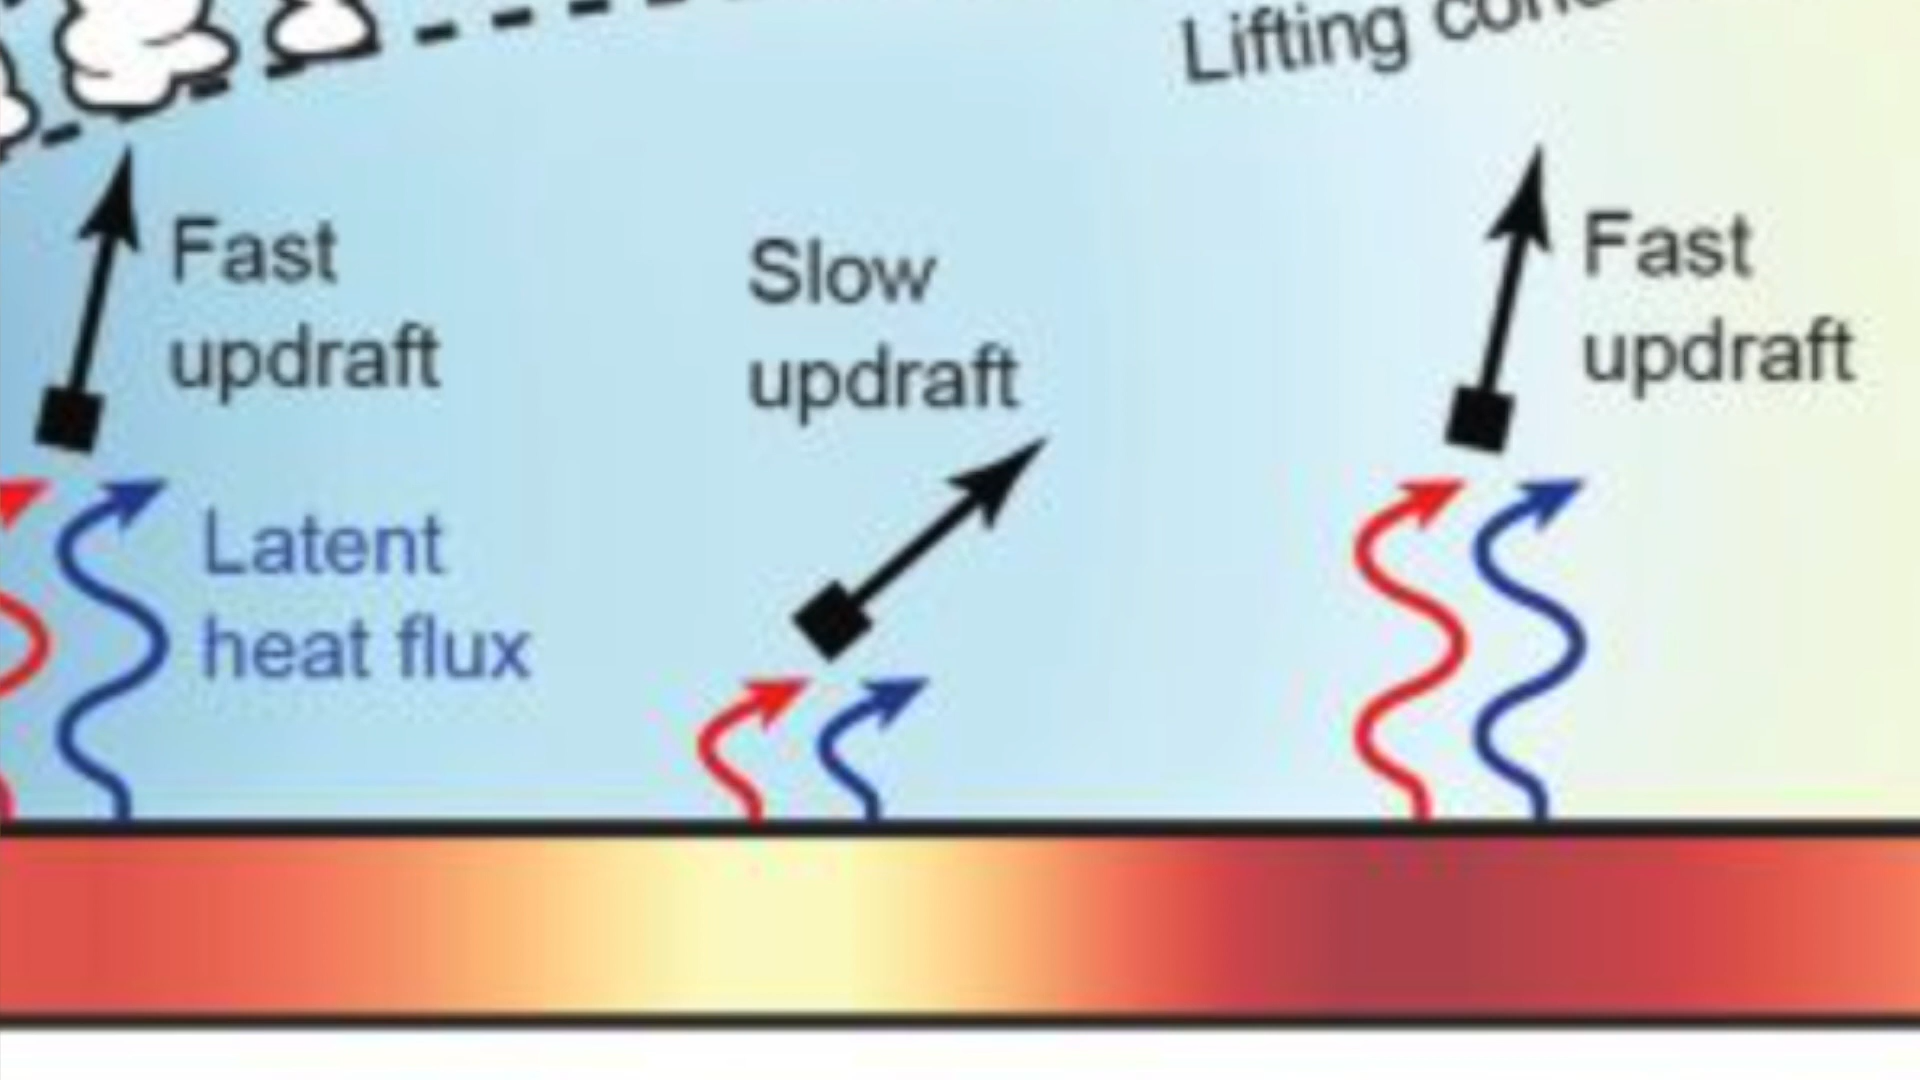 Lifting
Fast
updraft
Slow
updraft
Fast
updraft
Latent
heat flux